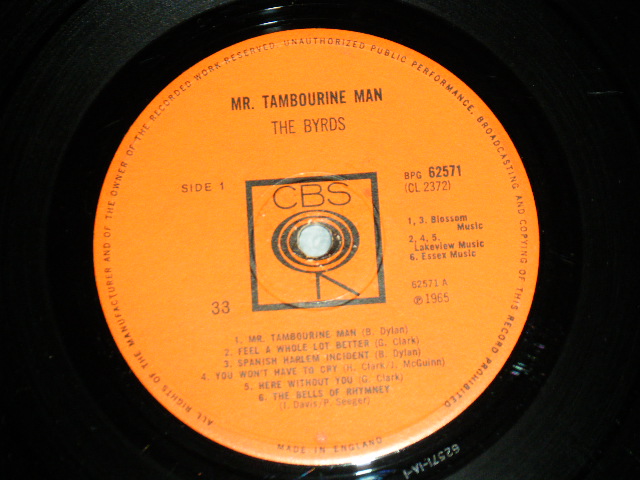 ALL RIGHTS OF THE MANUFACTURER AND OF THE OWNER OF THE RECORDED WORK RESERVED. UNAUTHORIZED PUBLIC PERFORMANCE, BROADCASTING AND COPYING OF THIS RECORD PROHIBITED
MR. TAMBOURINE MAN
THE BYRDS
SIDE 1
BPG 62571
(CL 2372)
CBS
1, 3. Blossom
Music
2, 4, 5.
Lakeview Music
6. Essex Music
62571 A
℗ 1965
33
1. MR. TAMBOURINE MAN (B. Dylan)
2. FEEL A WHOLE LOT BETTER (G. Clark)
3. SPANISH HARLEM INCIDENT (B. Dylan)
4. YOU WON'T HAVE TO CRY (H. Clark/J. McGuinn)
5. HERE WITHOUT YOU (G. Clark)
6. THE BELLS OF RHYMNEY
(I. Davis/P. Seeger)
MADE IN ENGLAND
62571-1A-1